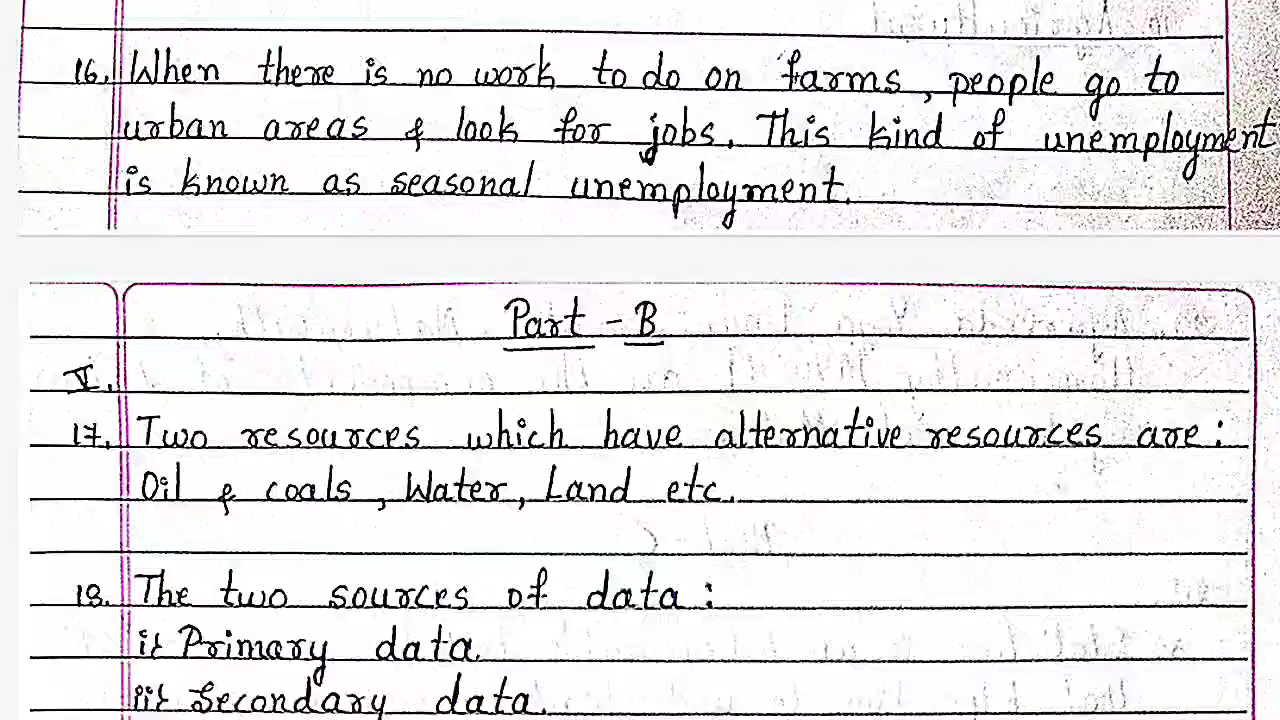 16. When there is no work to do on farms, people go to
urban areas & look for jobs. This kind of unemployment
is known as seasonal unemployment.
Part - B
V.
17. Two resources which have alternative resources are:
Oil & coals, Water, Land etc.
18. The two sources of data:
i} Primary data.
ii} Secondary data.